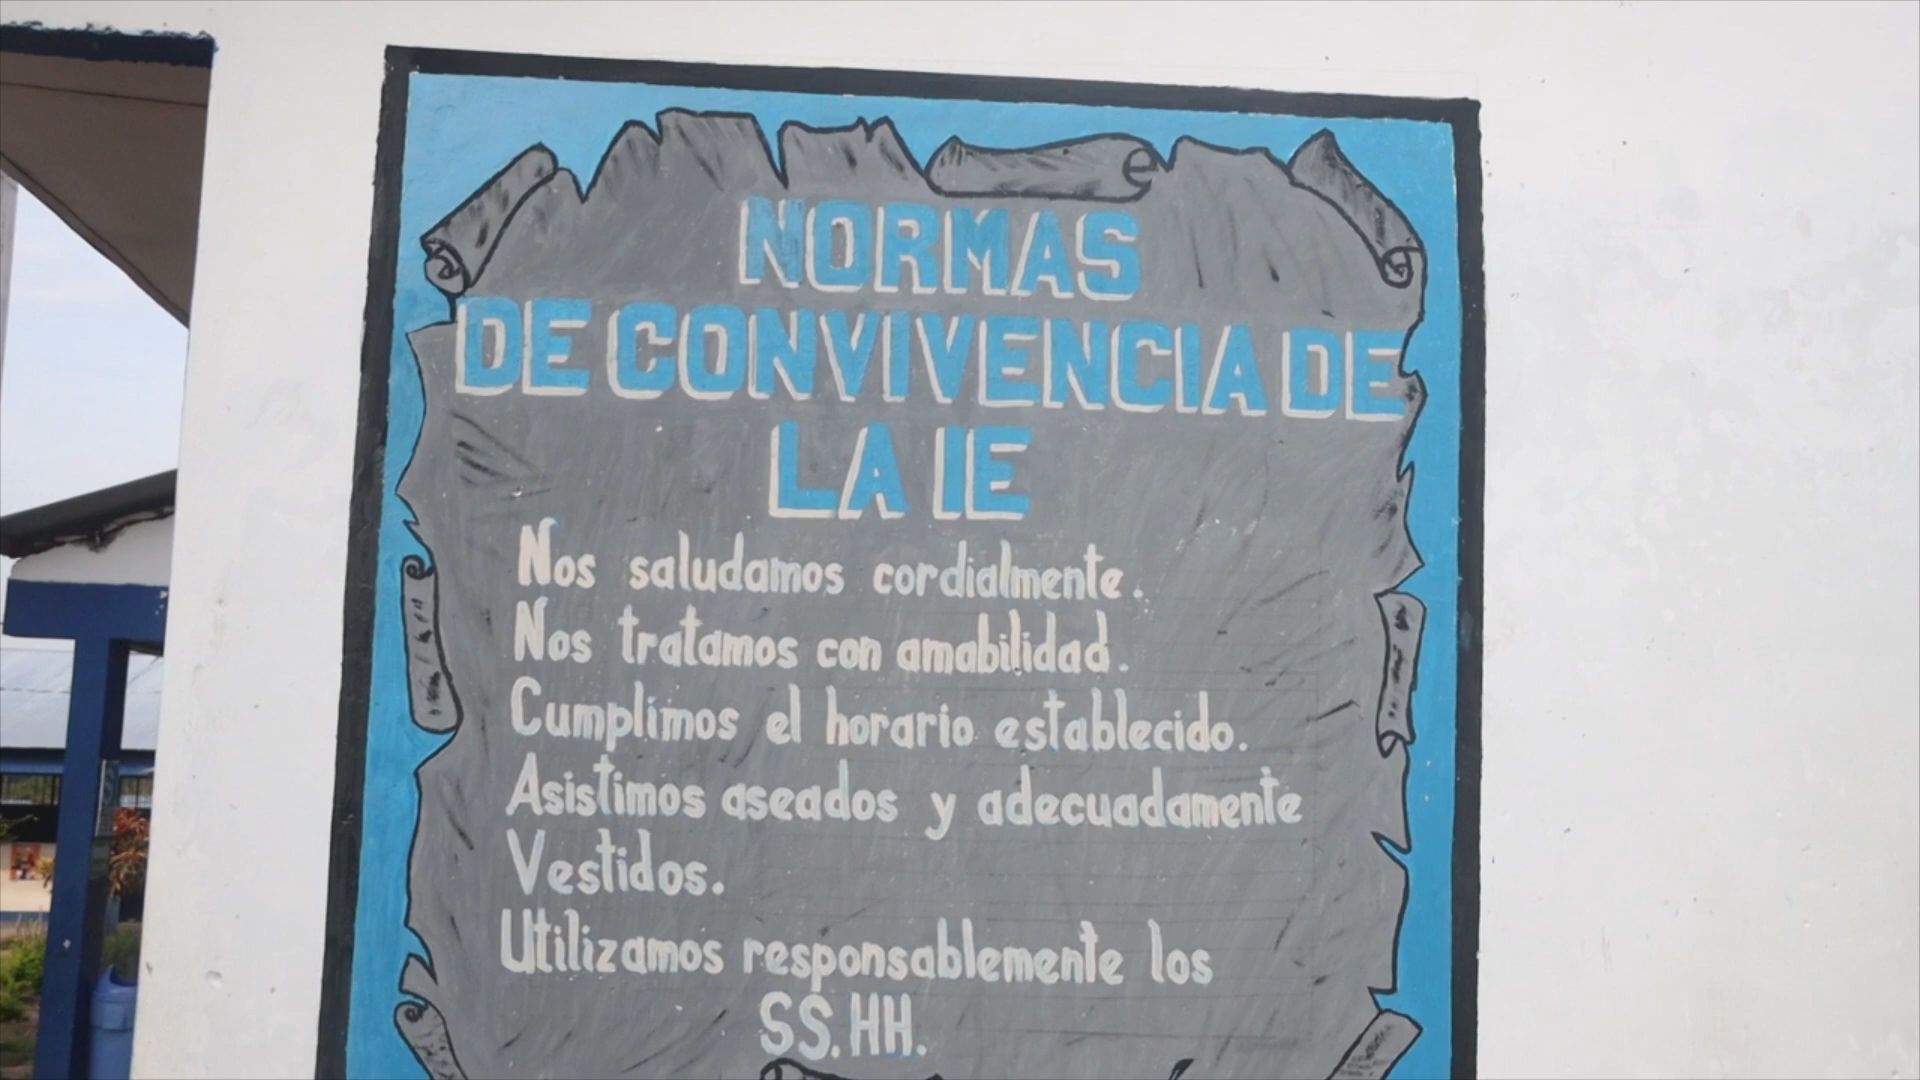 NORMAS
DE CONVIVENCIA DE
LA IE
Nos saludamos cordialmente.
Nos tratamos con amabilidad.
Cumplimos el horario establecido.
Asistimos aseados y adecuadamente
Vestidos.
Utilizamos responsablemente los
SS.HH.